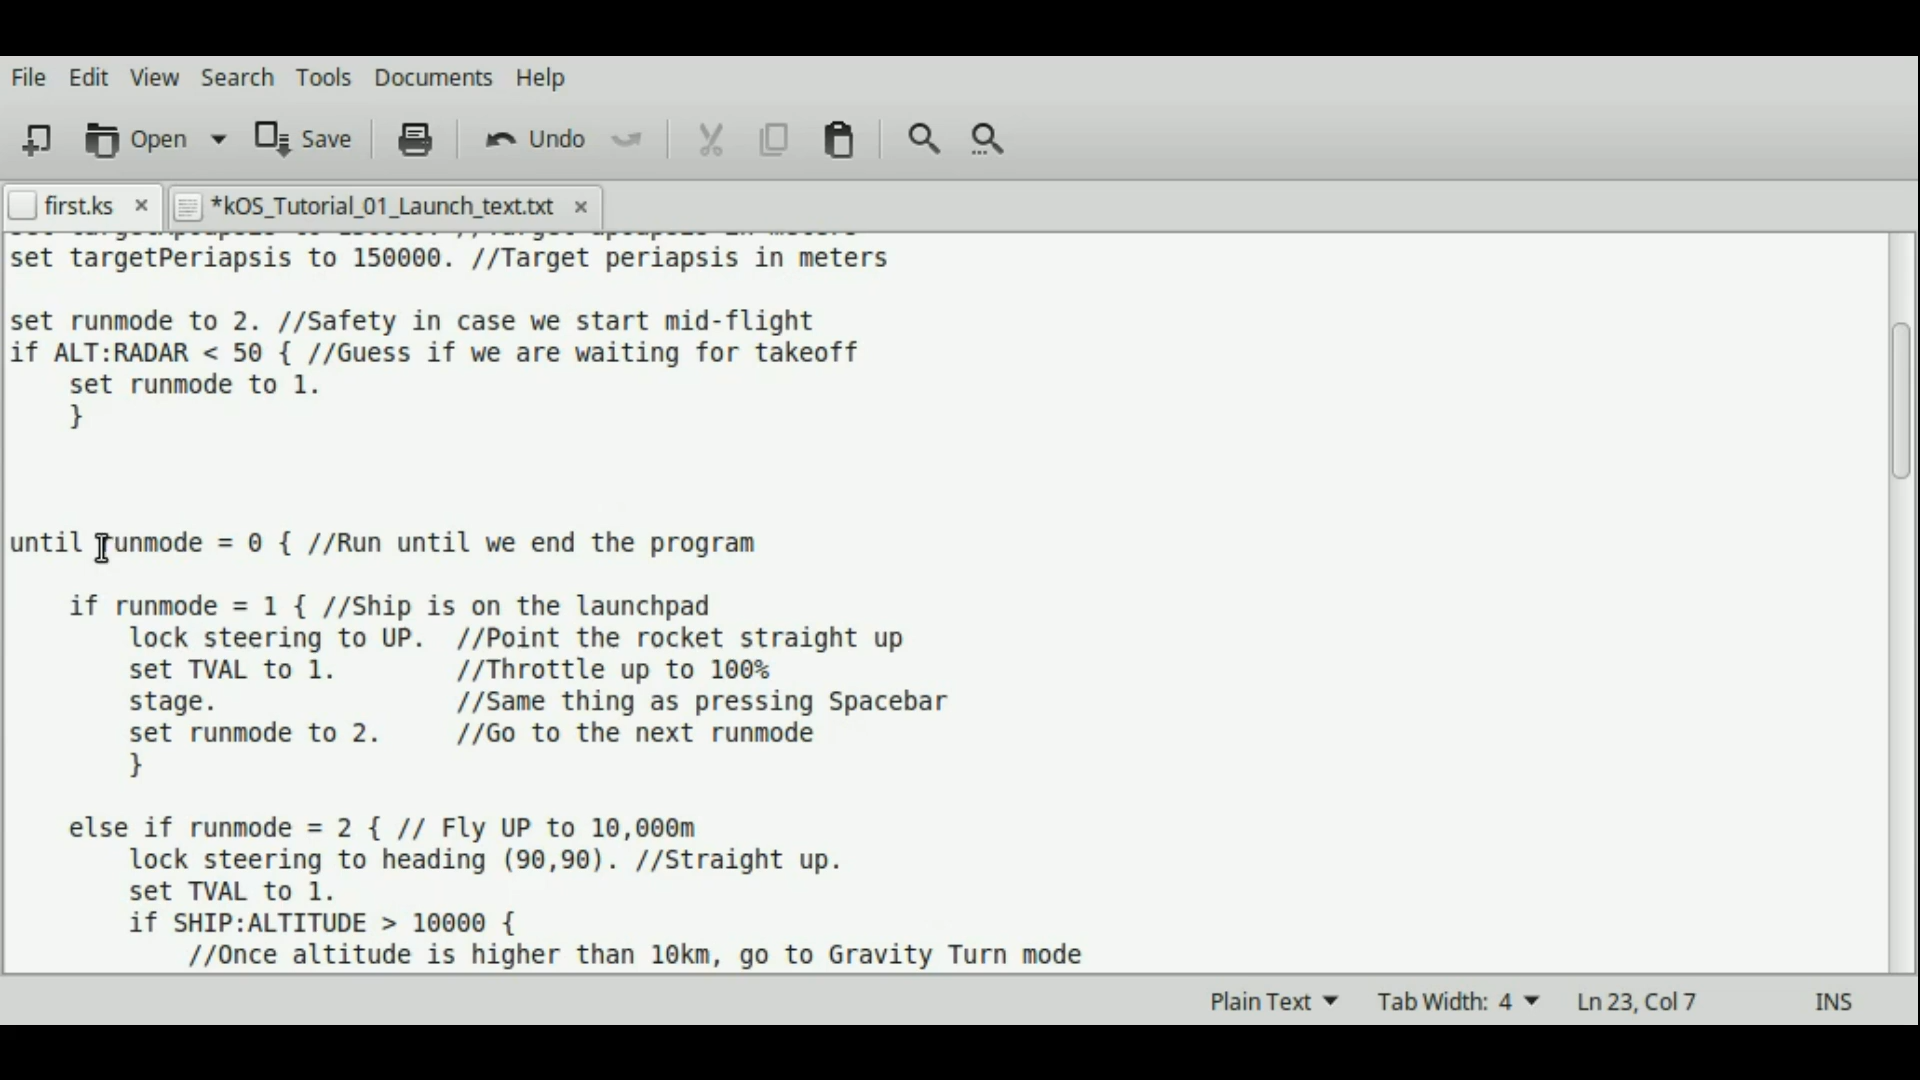 File Edit View Search Tools Documents Help
Open Save Undo
first.ks × *kOS_Tutorial_01_Launch_text.txt ×
set targetPeriapsis to 150000. //Target periapsis in meters
set runmode to 2. //Safety in case we start mid-flight
if ALT:RADAR < 50 { //Guess if we are waiting for takeoff
set runmode to 1.
}
until runmode = 0 { //Run until we end the program
if runmode = 1 { //Ship is on the launchpad
lock steering to UP. //Point the rocket straight up
set TVAL to 1. //Throttle up to 100%
stage. //Same thing as pressing Spacebar
set runmode to 2. //Go to the next runmode
}
else if runmode = 2 { // Fly UP to 10,000m
lock steering to heading (90,90). //Straight up.
set TVAL to 1.
if SHIP:ALTITUDE > 10000 {
//Once altitude is higher than 10km, go to Gravity Turn mode
Plain Text Tab Width: 4 Ln 23, Col 7 INS